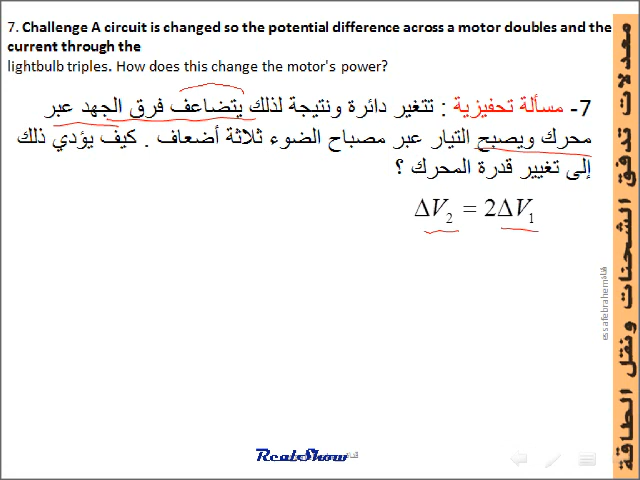 7. Challenge A circuit is changed so the potential difference across a motor doubles and the
current through the
lightbulb triples. How does this change the motor's power?
7- مسألة تحفيزية : تتغير دائرة ونتيجة لذلك يتضاعف فرق الجهد عبر
محرك ويصبح التيار عبر مصباح الضوء ثلاثة أضعاف . كيف يؤدي ذلك
إلى تغيير قدرة المحرك ؟
ΔV₂ = 2ΔV₁
معدلات تدفق الشحنات ونقل الطاقة
قناة essafebrahem
RealShow
قناة